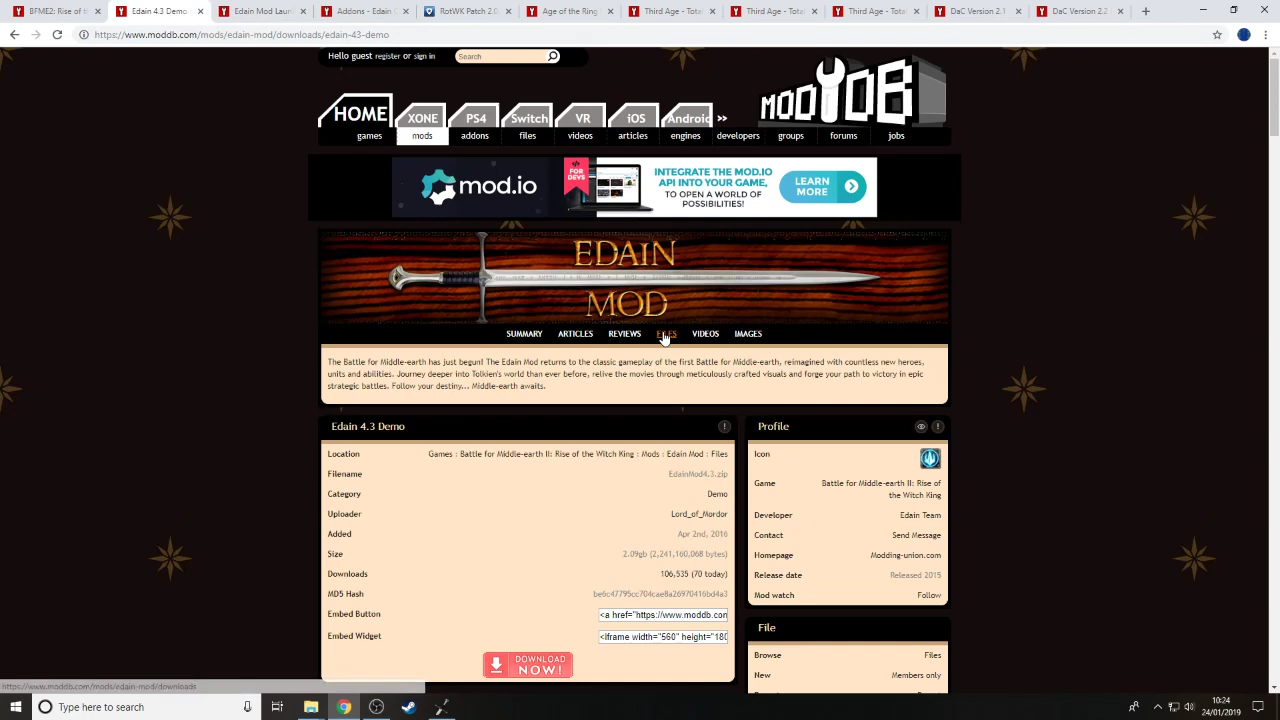 BFME2: Rise of t
Edain 4.3 Demo
Edain Mod Laun
Addons - Edain
RotWK Patch 2.0
Age of the Ring
Third Age - Tota
Third Age - Tota
Third Age - Tota
DaC Version 2.1
DaC Version 2.2
https://www.moddb.com/mods/edain-mod/downloads/edain-43-demo
Hello guest register or sign in
Search
HOME XONE PS4 Switch VR iOS Android >>
MODDB
games mods addons files videos articles engines developers groups forums jobs
mod.io
</>
FOR DEVS
INTEGRATE THE MOD.IO
API INTO YOUR GAME,
TO OPEN A WORLD OF
POSSIBILITIES!
LEARN
MORE
EDAIN
MOD
SUMMARY ARTICLES REVIEWS FILES VIDEOS IMAGES
The Battle for Middle-earth has just begun! The Edain Mod returns to the classic gameplay of the first Battle for Middle-earth, reimagined with countless new heroes,
units and abilities. Journey deeper into Tolkien's world than ever before, relive the movies through meticulously crafted visuals and forge your path to victory in epic
strategic battles. Follow your destiny... Middle-earth awaits.
Edain 4.3 Demo
Location Games : Battle for Middle-earth II: Rise of the Witch King : Mods : Edain Mod : Files
Filename EdainMod4.3.zip
Category Demo
Uploader Lord_of_Mordor
Added Apr 2nd, 2016
Size 2.09gb (2,241,160,068 bytes)
Downloads 106,535 (70 today)
MD5 Hash be6c47795cc704cae8a26970416bd4a3
Embed Button <a href="https://www.moddb.con
Embed Widget <iframe width="560" height="180
DOWNLOAD
NOW!
Profile
Icon
Game Battle for Middle-earth II: Rise of
the Witch King
Developer Edain Team
Contact Send Message
Homepage Modding-union.com
Release date Released 2015
Mod watch Follow
File
Browse Files
New Members only
https://www.moddb.com/mods/edain-mod/downloads
Type here to search
10:24
24/01/2019